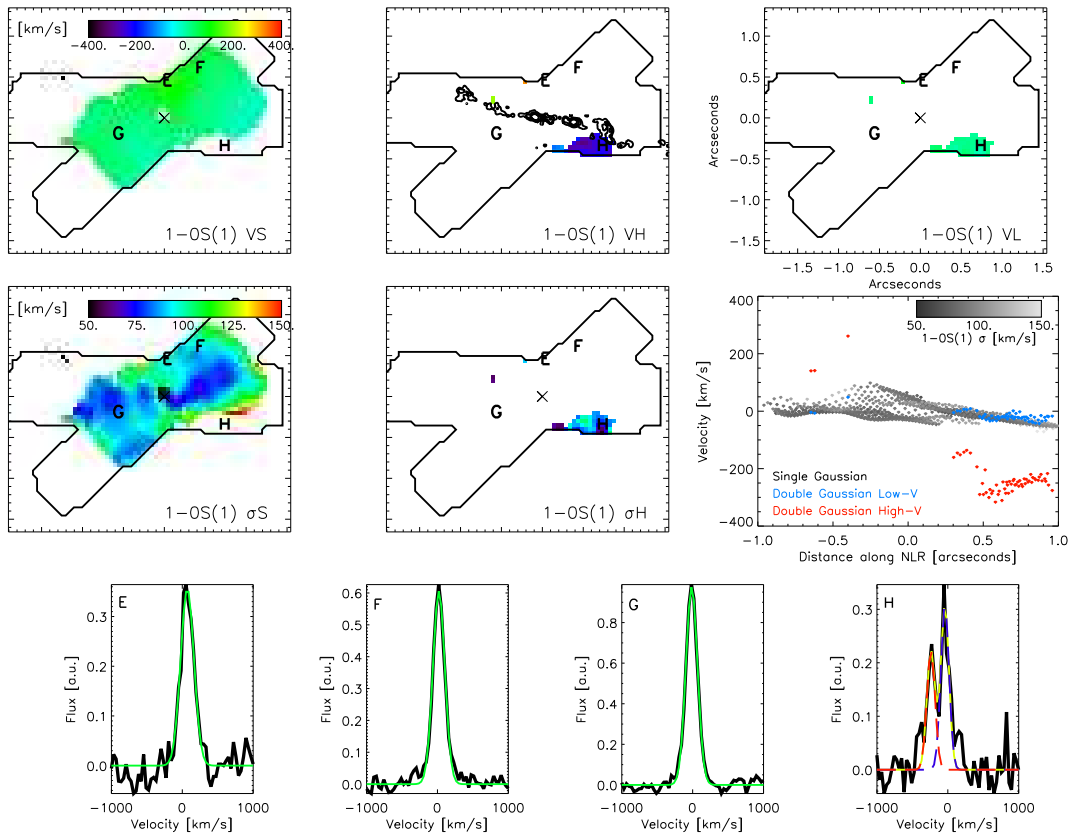 [km/s]
−400. −200. 0. 200. 400.
E
F
G
H
1−0S(1) VS
E
F
G
H
1−0S(1) VH
Arcseconds
1.0
0.5
0.0
−0.5
−1.0
−1.5
E
F
G
H
1−0S(1) VL
−1.5 −1.0 −0.5 0.0 0.5 1.0 1.5
Arcseconds
[km/s]
50. 75. 100. 125. 150.
E
F
G
H
1−0S(1) σS
E
F
G
H
1−0S(1) σH
Velocity [km/s]
400
200
0
−200
−400
50. 100. 150.
1−0S(1) σ [km/s]
Single Gaussian
Double Gaussian Low−V
Double Gaussian High−V
−1.0 −0.5 0.0 0.5 1.0
Distance along NLR [arcseconds]
E
Flux [a.u.]
0.3
0.2
0.1
0.0
−1000 0 1000
Velocity [km/s]
F
Flux [a.u.]
0.6
0.5
0.4
0.3
0.2
0.1
0.0
−1000 0 1000
Velocity [km/s]
G
Flux [a.u.]
0.8
0.6
0.4
0.2
0.0
−1000 0 1000
Velocity [km/s]
H
Flux [a.u.]
0.3
0.2
0.1
0.0
−1000 0 1000
Velocity [km/s]